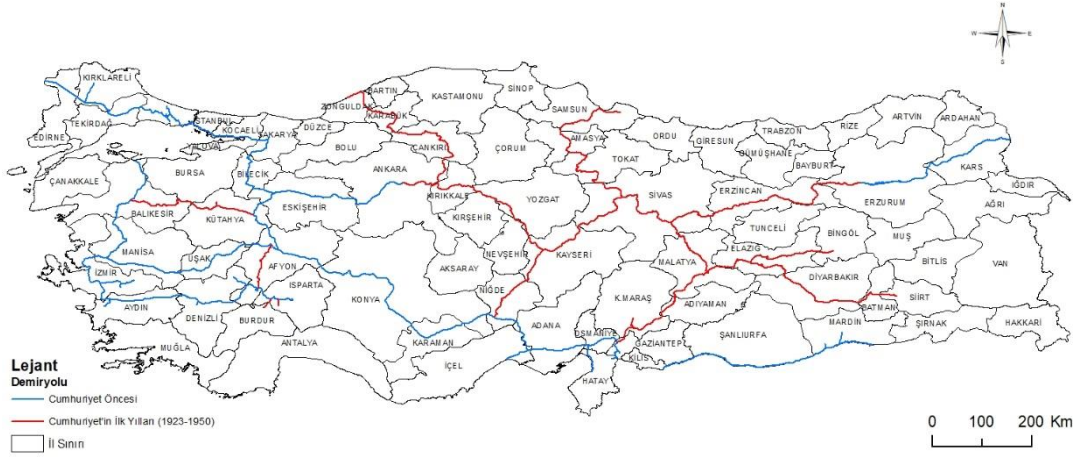 N
W
E
S
KIRKLARELİ
EDİRNE
TEKİRDAĞ
İSTANBUL
KOCAELİ
YALOVA
SAKARYA
DÜZCE
ZONGULDAK
BARTIN
KARABÜK
KASTAMONU
SİNOP
SAMSUN
ÇANAKKALE
BURSA
BİLECİK
BOLU
ÇANKIRI
ÇORUM
AMASYA
ORDU
GİRESUN
TRABZON
RİZE
ARTVİN
ARDAHAN
TOKAT
GÜMÜŞHANE
BAYBURT
KARS
IĞDIR
BALIKESİR
KÜTAHYA
ESKİŞEHİR
ANKARA
KIRIKKALE
KIRŞEHİR
YOZGAT
SİVAS
ERZİNCAN
ERZURUM
AĞRI
MANİSA
UŞAK
AFYON
TUNCELİ
BİNGÖL
MUŞ
İZMİR
AKSARAY
NEVŞEHİR
KAYSERİ
MALATYA
ELAZIĞ
BİTLİS
VAN
AYDIN
DENİZLİ
ISPARTA
KONYA
NİĞDE
K.MARAŞ
ADIYAMAN
DİYARBAKIR
BATMAN
SİİRT
BURDUR
ADANA
OSMANİYE
GAZİANTEP
ŞANLIURFA
MARDİN
ŞIRNAK
HAKKARİ
MUĞLA
ANTALYA
KARAMAN
İÇEL
KİLİS
HATAY
Lejant
Demiryolu
Cumhuriyet Öncesi
Cumhuriyet'in İlk Yılları (1923-1950)
İl Sınırı
0 100 200 Km